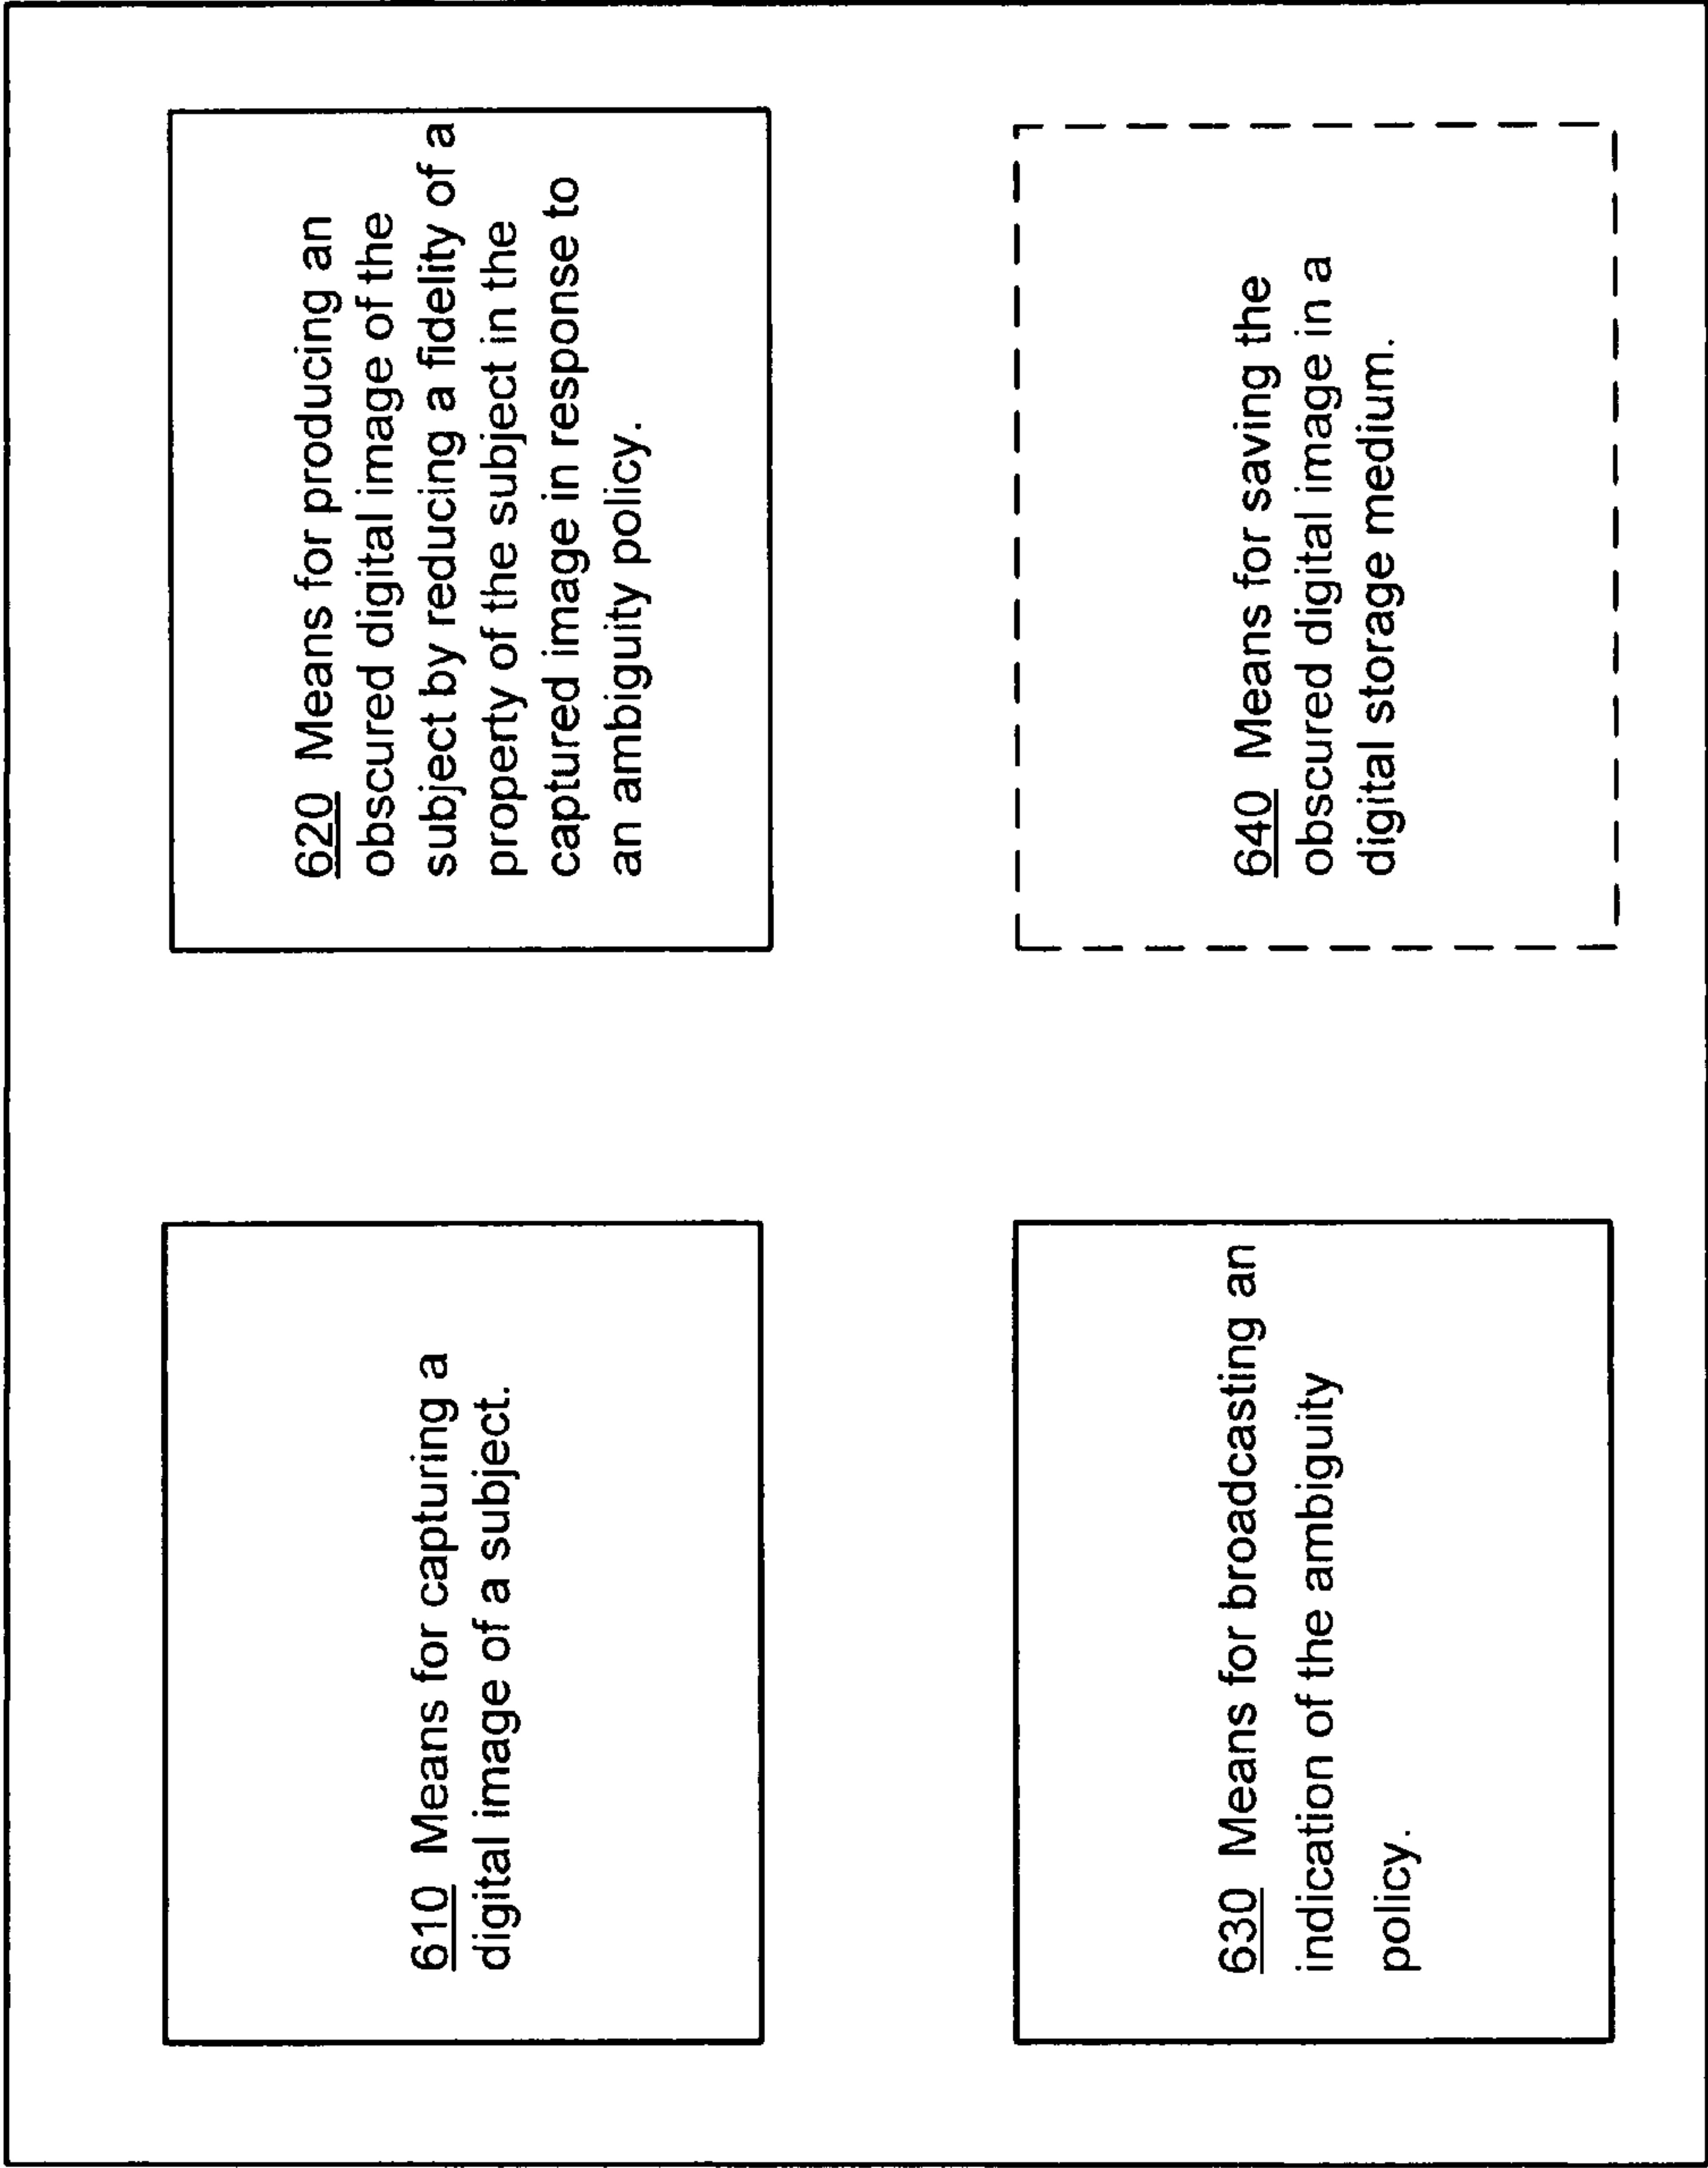 610 Means for capturing a
digital image of a subject.
620 Means for producing an
obscured digital image of the
subject by reducing a fidelity of a
property of the subject in the
captured image in response to
an ambiguity policy.
630 Means for broadcasting an
indication of the ambiguity
policy.
640 Means for saving the
obscured digital image in a
digital storage medium.